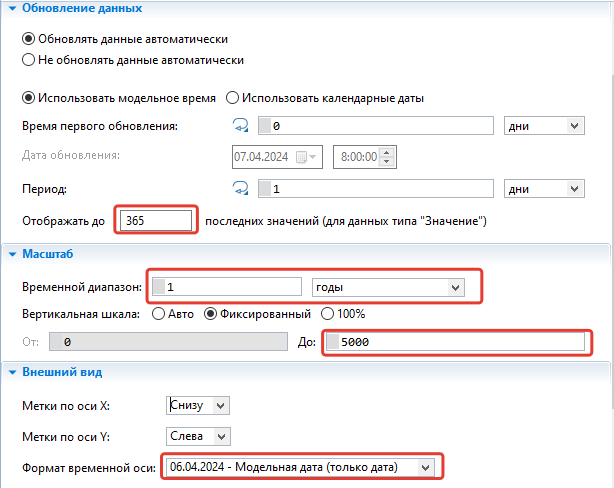 Обновление данных
Обновлять данные автоматически
Не обновлять данные автоматически
Использовать модельное время Использовать календарные даты
Время первого обновления: 0 дни
Дата обновления: 07.04.2024 8:00:00
Период: 1 дни
Отображать до 365 последних значений (для данных типа "Значение")
Масштаб
Временной диапазон: 1 годы
Вертикальная шкала: Авто Фиксированный 100%
От: 0 До: 5000
Внешний вид
Метки по оси X: Снизу
Метки по оси Y: Слева
Формат временной оси: 06.04.2024 - Модельная дата (только дата)